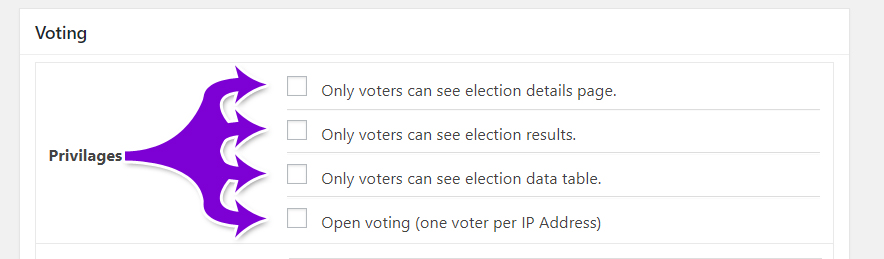 Voting
Only voters can see election details page.
Only voters can see election results.
Privilages
Only voters can see election data table.
Open voting (one voter per IP Address)